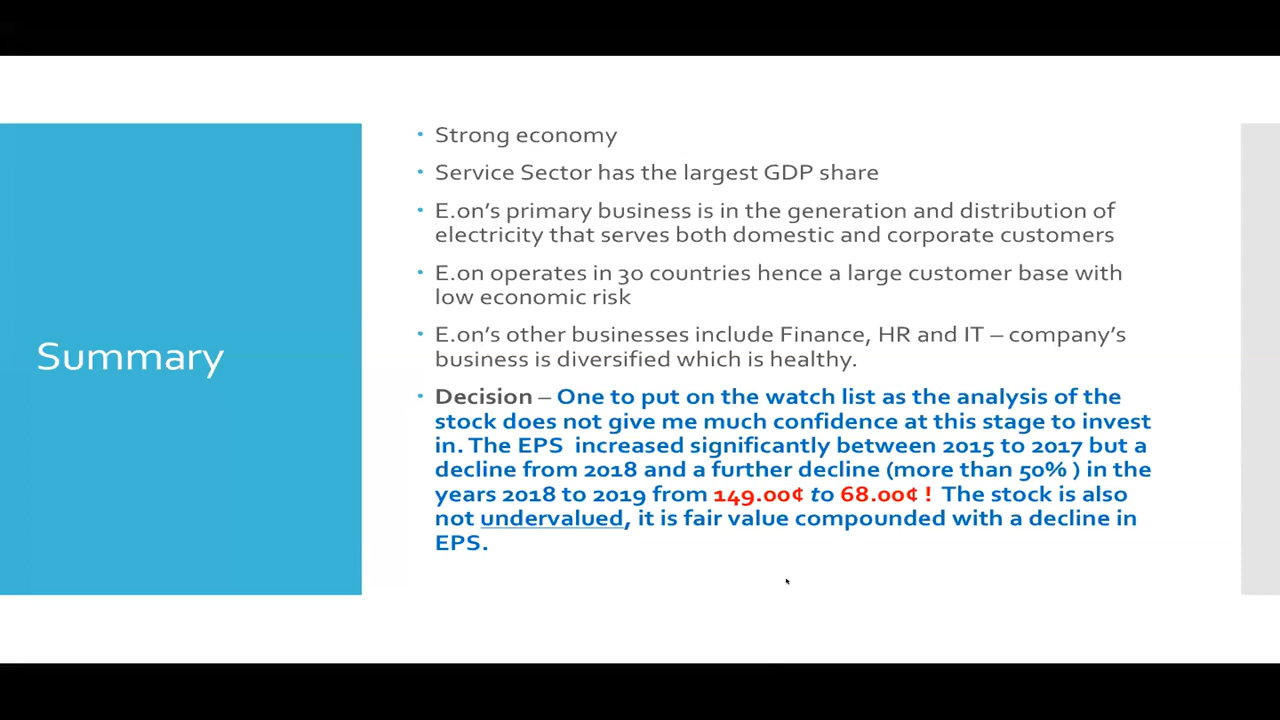 Summary
• Strong economy
• Service Sector has the largest GDP share
• E.on’s primary business is in the generation and distribution of
electricity that serves both domestic and corporate customers
• E.on operates in 30 countries hence a large customer base with
low economic risk
• E.on’s other businesses include Finance, HR and IT – company’s
business is diversified which is healthy.
• Decision – One to put on the watch list as the analysis of the
stock does not give me much confidence at this stage to invest
in. The EPS increased significantly between 2015 to 2017 but a
decline from 2018 and a further decline (more than 50% ) in the
years 2018 to 2019 from 149.00¢ to 68.00¢ ! The stock is also
not undervalued, it is fair value compounded with a decline in
EPS.